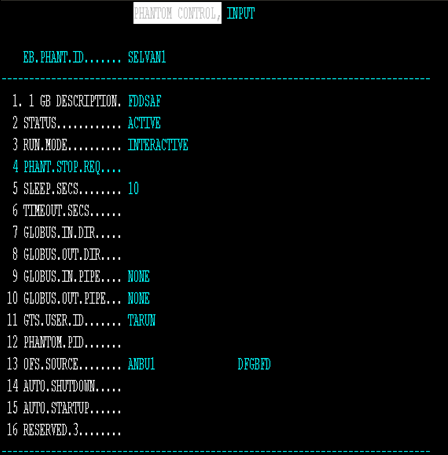 PHANTOM CONTROL, INPUT
EB.PHANT.ID....... SELVAN1
1. 1 GB DESCRIPTION. FDDSAF
2 STATUS............ ACTIVE
3 RUN.MODE.......... INTERACTIVE
4 PHANT.STOP.REQ....
5 SLEEP.SECS........ 10
6 TIMEOUT.SECS......
7 GLOBUS.IN.DIR.....
8 GLOBUS.OUT.DIR....
9 GLOBUS.IN.PIPE.... NONE
10 GLOBUS.OUT.PIPE... NONE
11 GTS.USER.ID....... TARUN
12 PHANTOM.PID.......
13 OFS.SOURCE........ ANBU1 DFGBFD
14 AUTO.SHUTDOWN.....
15 AUTO.STARTUP......
16 RESERVED.3........